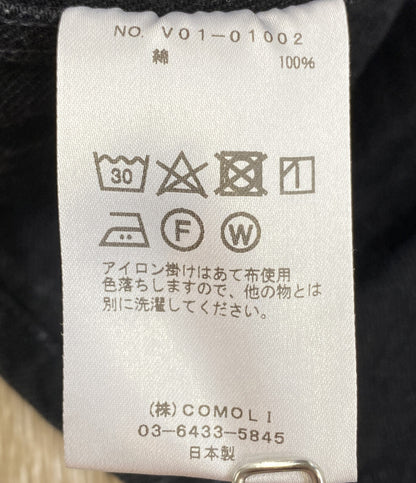 NO. V01-01002
綿 100%
30
F W
アイロン掛けはあて布使用
色落ちしますので、他の物とは
別に洗濯してください。
(株)COMOLI
03-6433-5845
日本製